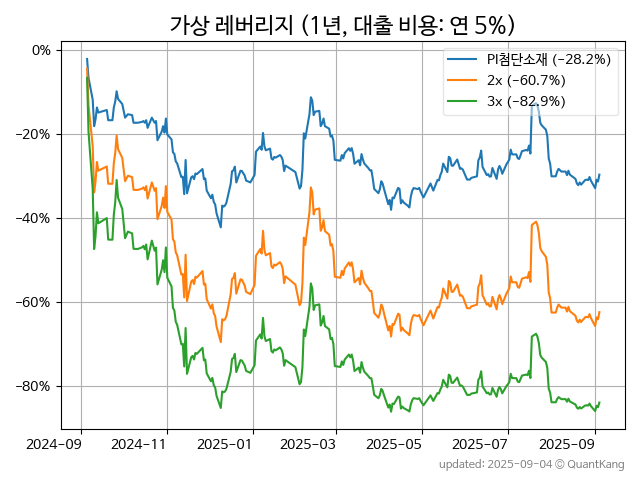 가상 레버리지 (1년, 대출 비용: 연 5%)
PI첨단소재 (−28.2%)
2x (−60.7%)
3x (−82.9%)
0%
−20%
−40%
−60%
−80%
2024-09 2024-11 2025-01 2025-03 2025-05 2025-07 2025-09
updated: 2025-09-04 © QuantKang